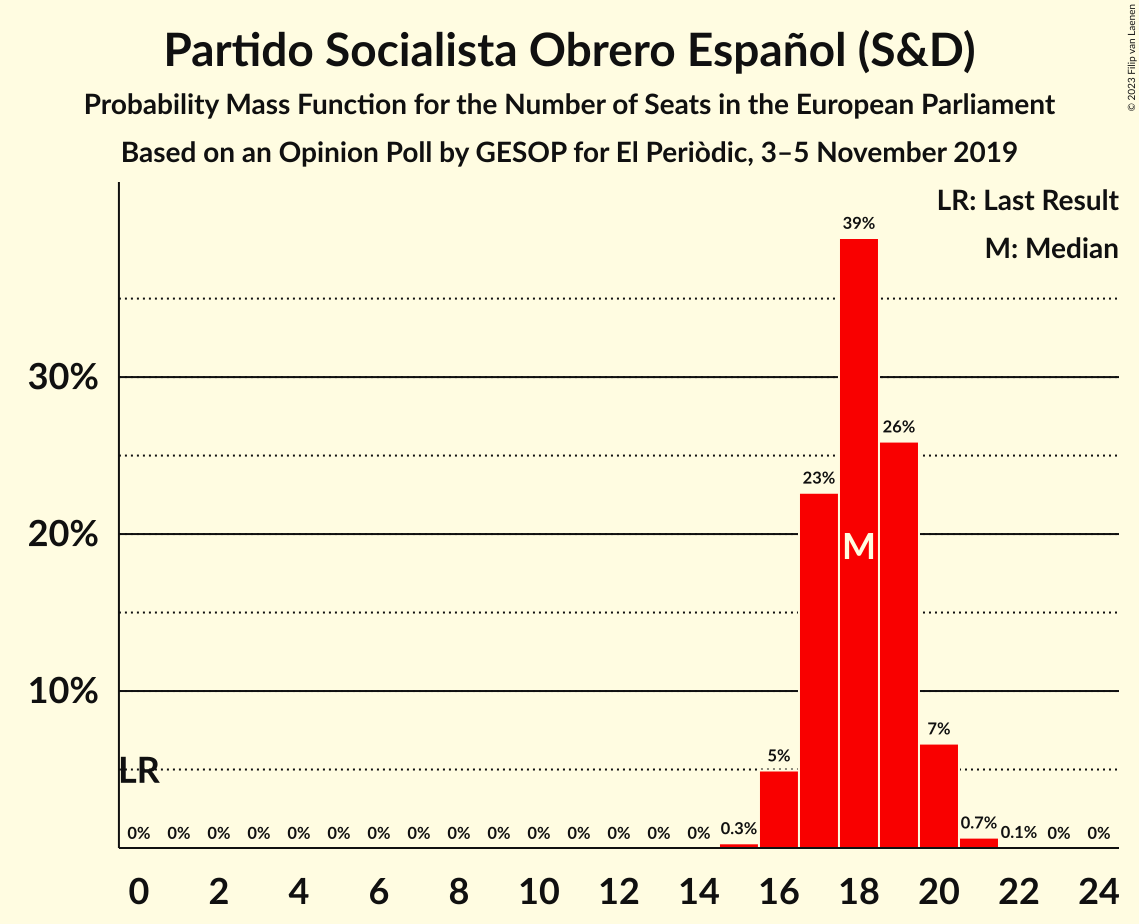 Partido Socialista Obrero Español (S&D)
Probability Mass Function for the Number of Seats in the European Parliament
Based on an Opinion Poll by GESOP for El Periòdic, 3–5 November 2019
© 2023 Filip van Laenen
LR: Last Result
M: Median
39%
30%
26%
23%
20%
M
10%
7%
5%
LR
0% 0% 0% 0% 0% 0% 0% 0% 0% 0% 0% 0% 0% 0% 0% 0.3% 0.7% 0.1% 0% 0%
0 2 4 6 8 10 12 14 16 18 20 22 24